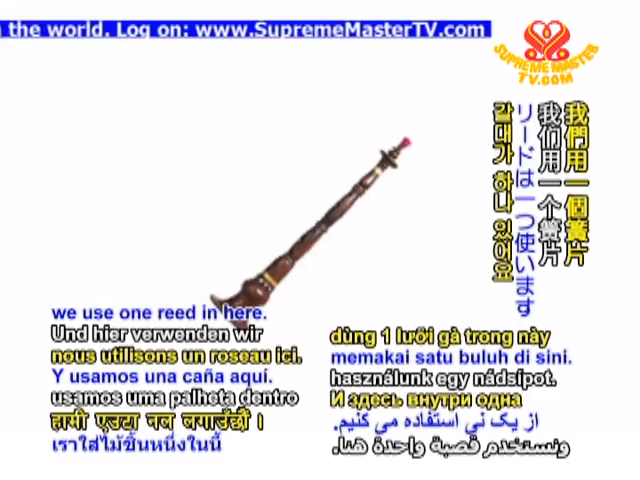 the world. Log on: www.SupremeMasterTV.com
SUPREME MASTER
TV.COM
我們用一個簧片
我们用一个簧片
リードは一つ使います
갈대가 하나 있어요
we use one reed in here.
Und hier verwenden wir
nous utilisons un roseau ici.
Y usamos una caña aquí.
usamos uma palheta dentro
हामी एउटा नल लगाउँछौं ।
เราใส่ไม้ชิ้นหนึ่งในนี้
dùng 1 lưỡi gà trong này
memakai satu buluh di sini.
használunk egy nádsípot.
И здесь внутри одна
از یک نی استفاده می کنیم.
ونستخدم قصبة واحدة هنا.